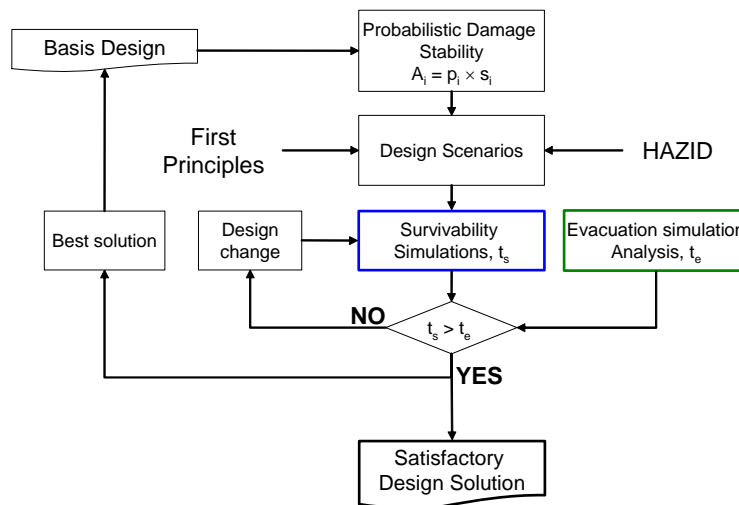 Basis Design
Probabilistic Damage
Stability
Aᵢ = pᵢ × sᵢ
First
Principles
Design Scenarios
HAZID
Best solution
Design
change
Survivability
Simulations, tₛ
Evacuation simulation
Analysis, tₑ
NO
tₛ > tₑ
YES
Satisfactory
Design Solution